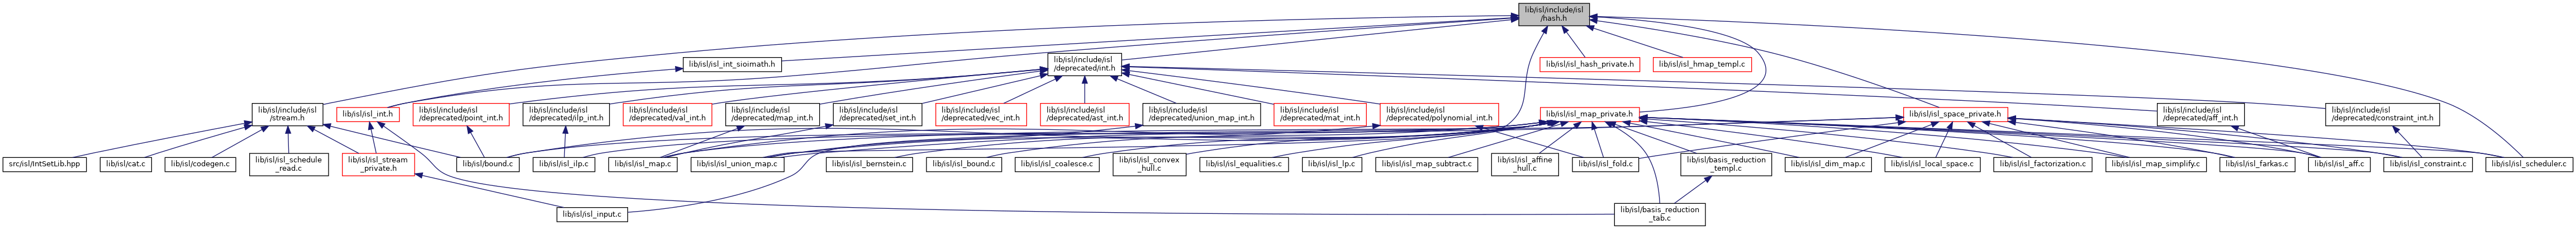 lib/isl/include/isl
/hash.h
lib/isl/isl_int_sioimath.h
lib/isl/include/isl
/deprecated/int.h
lib/isl/isl_hash_private.h
lib/isl/isl_hmap_templ.c
lib/isl/include/isl
/stream.h
lib/isl/isl_int.h
lib/isl/include/isl
/deprecated/point_int.h
lib/isl/include/isl
/deprecated/ilp_int.h
lib/isl/include/isl
/deprecated/val_int.h
lib/isl/include/isl
/deprecated/map_int.h
lib/isl/include/isl
/deprecated/set_int.h
lib/isl/include/isl
/deprecated/vec_int.h
lib/isl/include/isl
/deprecated/ast_int.h
lib/isl/include/isl
/deprecated/union_map_int.h
lib/isl/include/isl
/deprecated/mat_int.h
lib/isl/include/isl
/deprecated/polynomial_int.h
lib/isl/isl_map_private.h
lib/isl/isl_space_private.h
lib/isl/include/isl
/deprecated/aff_int.h
lib/isl/include/isl
/deprecated/constraint_int.h
src/isl/IntSetLib.hpp
lib/isl/cat.c
lib/isl/codegen.c
lib/isl/isl_schedule
_read.c
lib/isl/isl_stream
_private.h
lib/isl/bound.c
lib/isl/isl_ilp.c
lib/isl/isl_map.c
lib/isl/isl_union_map.c
lib/isl/isl_bernstein.c
lib/isl/isl_bound.c
lib/isl/isl_coalesce.c
lib/isl/isl_convex
_hull.c
lib/isl/isl_equalities.c
lib/isl/isl_lp.c
lib/isl/isl_map_subtract.c
lib/isl/isl_affine
_hull.c
lib/isl/isl_fold.c
lib/isl/basis_reduction
_templ.c
lib/isl/isl_dim_map.c
lib/isl/isl_local_space.c
lib/isl/isl_factorization.c
lib/isl/isl_map_simplify.c
lib/isl/isl_farkas.c
lib/isl/isl_aff.c
lib/isl/isl_constraint.c
lib/isl/isl_scheduler.c
lib/isl/isl_input.c
lib/isl/basis_reduction
_tab.c